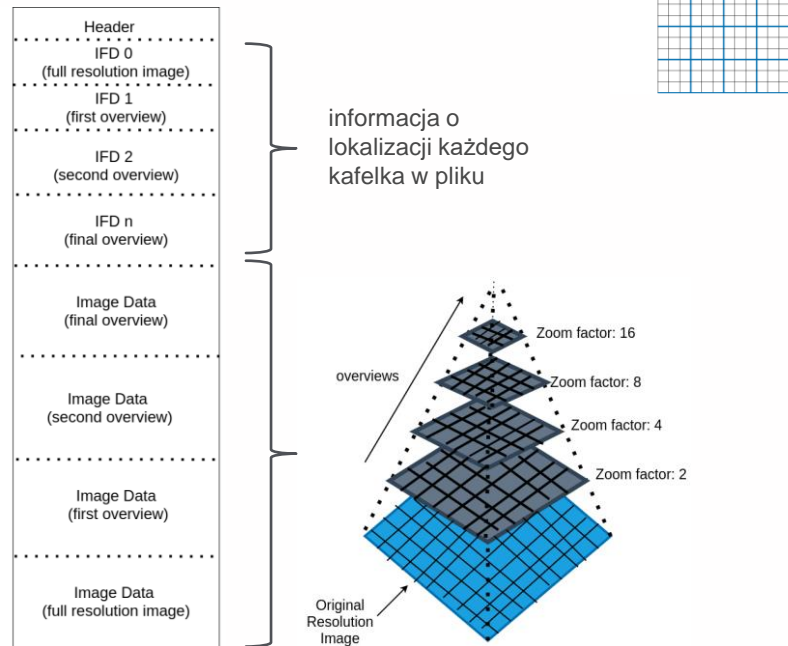 Header
IFD 0
(full resolution image)
IFD 1
(first overview)
IFD 2
(second overview)
IFD n
(final overview)
Image Data
(final overview)
Image Data
(second overview)
Image Data
(first overview)
Image Data
(full resolution image)
informacja o
lokalizacji każdego
kafelka w pliku
overviews
Zoom factor: 16
Zoom factor: 8
Zoom factor: 4
Zoom factor: 2
Original
Resolution
Image